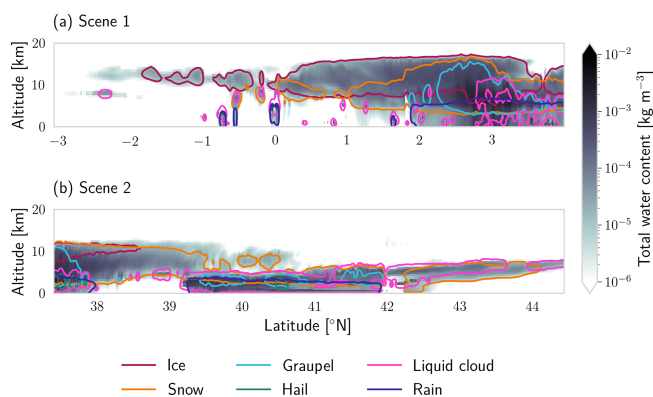 (a) Scene 1
20
10
0
Altitude [km]
−3 −2 −1 0 1 2 3
(b) Scene 2
20
10
0
Altitude [km]
38 39 40 41 42 43 44
Latitude [°N]
10⁻²
10⁻³
10⁻⁴
10⁻⁵
10⁻⁶
Total water content [kg m⁻³]
Ice Graupel Liquid cloud
Snow Hail Rain